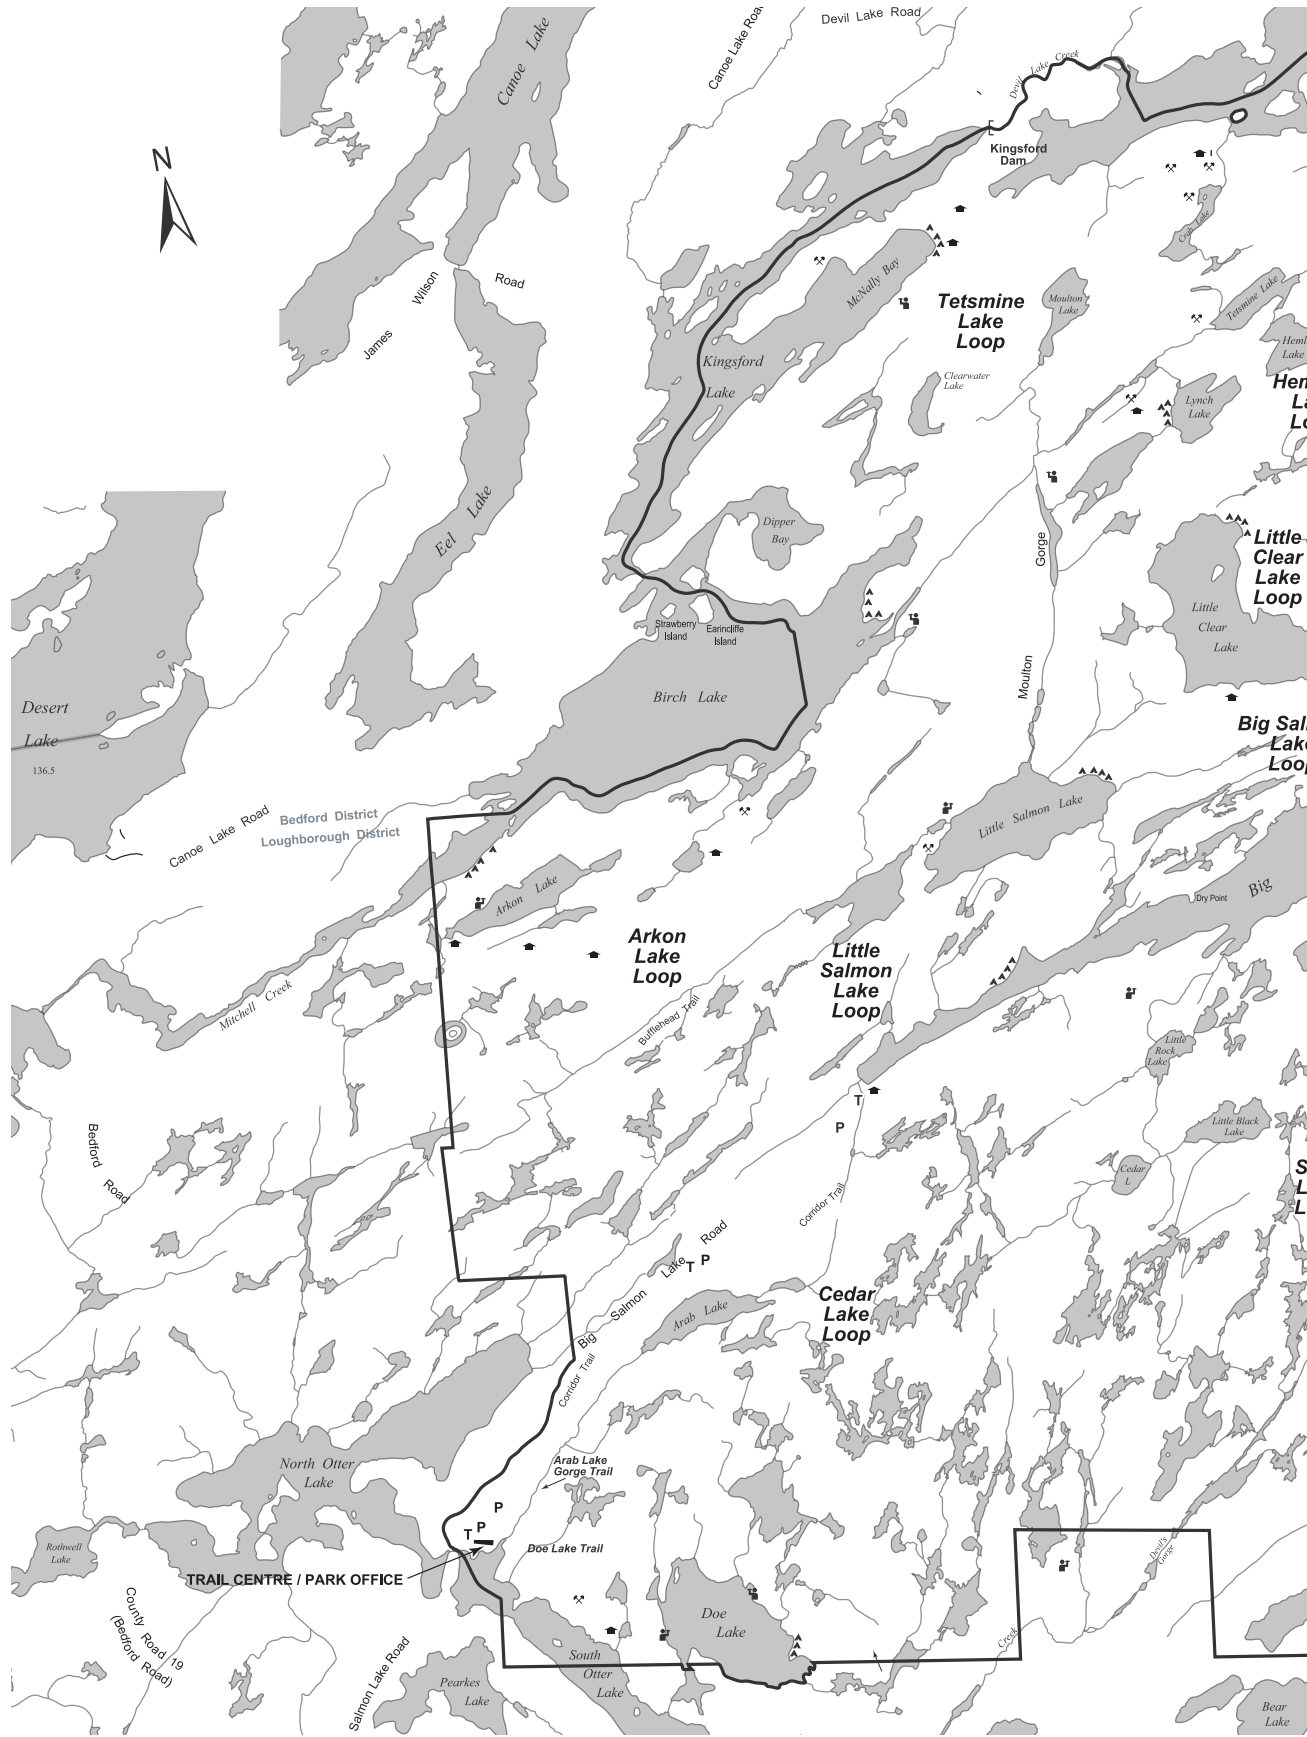 Canoe Lake
Canoe Lake Road
Devil Lake Road
Devil Lake Creek
N
Kingsford
Dam
Crab Lake
James Wilson Road
McNally Bay
Tetsmine
Lake
Loop
Moulton
Lake
Tetsmine Lake
Kingsford
Lake
Clearwater
Lake
Lynch
Lake
Lake
Eel Lake
Dipper
Bay
Gorge
Little
Clear
Lake
Loop
Little
Clear
Lake
Strawberry
Island
Earincliffe
Island
Birch Lake
Moulton
Desert
Lake
136.5
Big
Canoe Lake Road
Bedford District
Loughborough District
Little Salmon Lake
Arkon Lake
Dry Point
Big
Arkon
Lake
Loop
Little
Salmon
Lake
Loop
Mitchell Creek
Bufflehead Trail
Little
Rock
Lake
T
P
Little Black
Lake
Bedford
Road
Cedar
L
Corridor Trail
Big Salmon Lake Road
T P
Cedar
Lake
Loop
Arab Lake
Corridor Trail
North Otter
Lake
Arab Lake
Gorge Trail
P
T P
Doe Lake Trail
Rothwell
Lake
TRAIL CENTRE / PARK OFFICE
Devil's
Gorge
County Road 19
(Bedford Road)
Doe
Lake
Creek
Salmon Lake Road
South
Otter
Lake
Pearkes
Lake
Bear
Lake